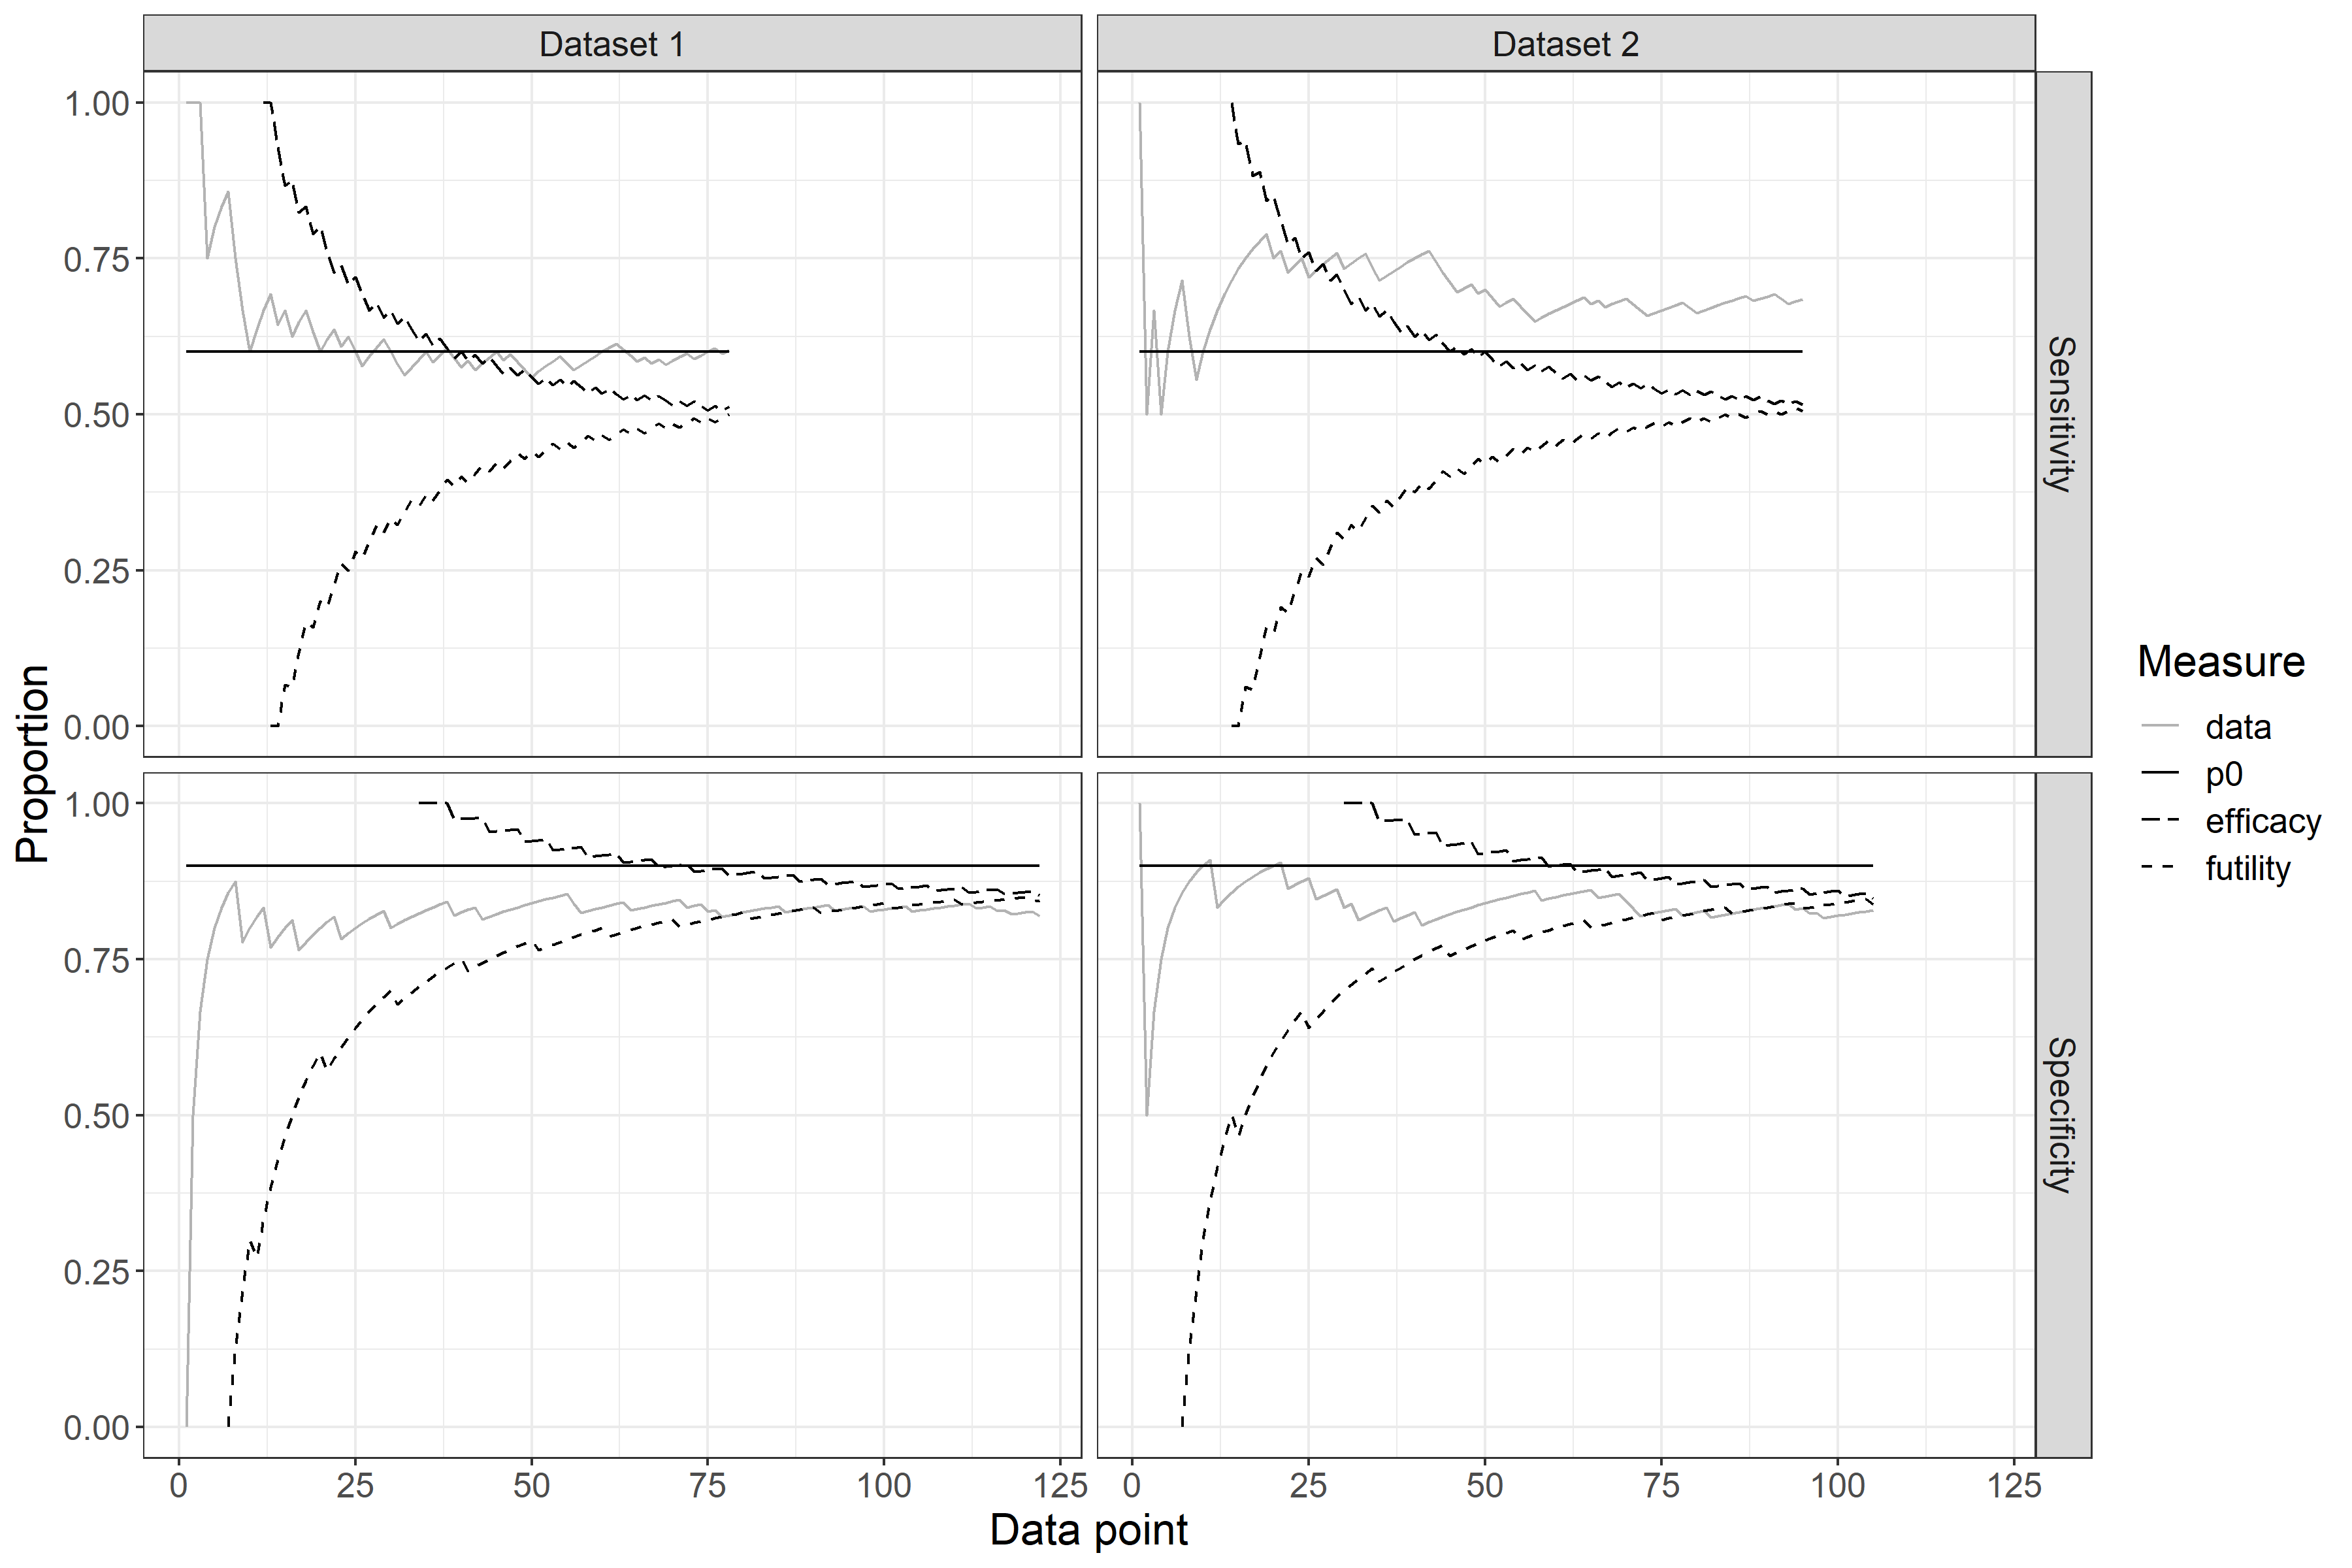 Dataset 1
Dataset 2
1.00
0.75
0.50
0.25
0.00
Sensitivity
1.00
0.75
0.50
0.25
0.00
Specificity
Proportion
0 25 50 75 100 125
0 25 50 75 100 125
Data point
Measure
data
p0
efficacy
futility